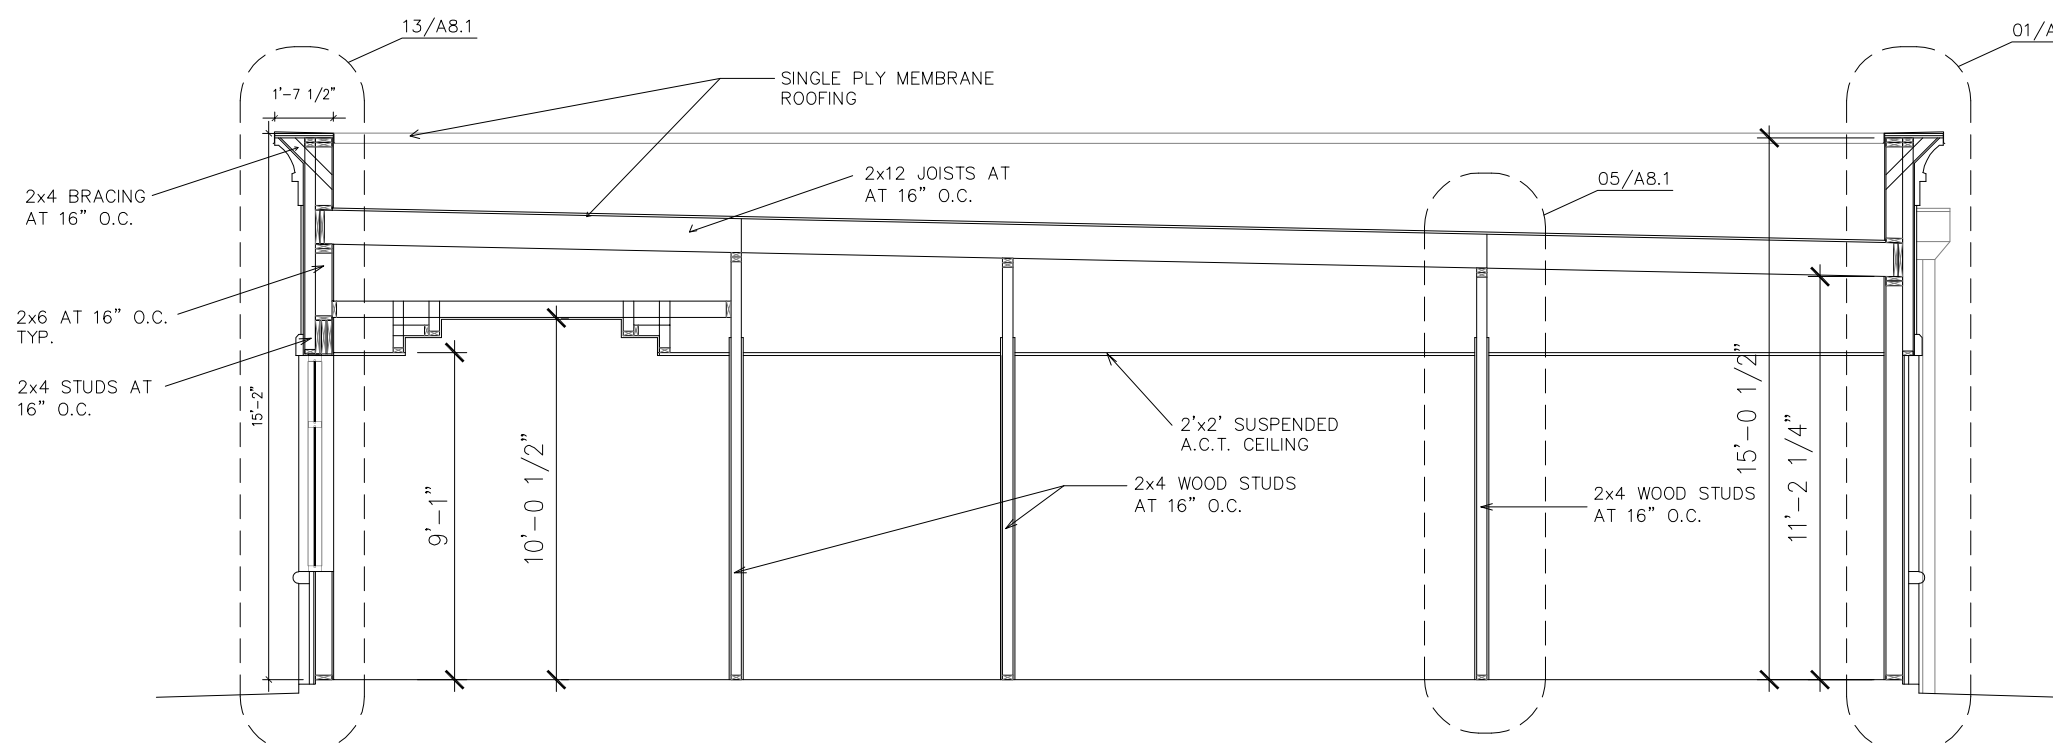 13/A8.1
01/A
1'-7 1/2"
SINGLE PLY MEMBRANE
ROOFING
2x12 JOISTS AT
AT 16" O.C.
05/A8.1
2x4 BRACING
AT 16" O.C.
2x6 AT 16" O.C.
TYP.
2x4 STUDS AT
16" O.C.
15'-2"
9'-1"
10'-0 1/2"
2'x2' SUSPENDED
A.C.T. CEILING
2x4 WOOD STUDS
AT 16" O.C.
2x4 WOOD STUDS
AT 16" O.C.
15'-0 1/2"
11'-2 1/4"